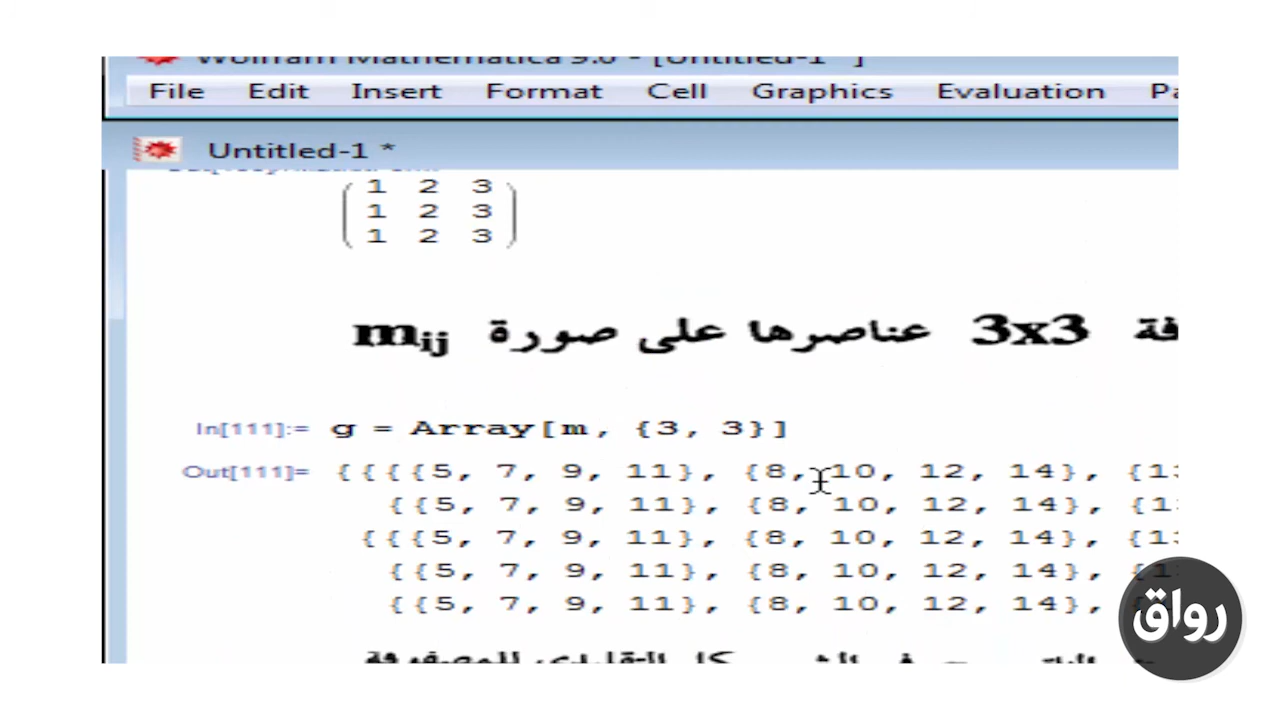 Wolfram Mathematica 9.0 - [Untitled-1 * ]
File Edit Insert Format Cell Graphics Evaluation
Untitled-1 *
1 2 3
1 2 3
1 2 3
3x3 عناصرها على صورة mij
In[111]:= g = Array[m, {3, 3}]
Out[111]= {{{{5, 7, 9, 11}, {8, 10, 12, 14}, {1
{{5, 7, 9, 11}, {8, 10, 12, 14}, {1
{{{5, 7, 9, 11}, {8, 10, 12, 14}, {1
{{5, 7, 9, 11}, {8, 10, 12, 14}, {1
{{5, 7, 9, 11}, {8, 10, 12, 14},
رواق